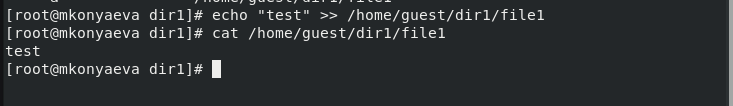 [root@mkonyaeva dir1]# echo "test" >> /home/guest/dir1/file1
[root@mkonyaeva dir1]# cat /home/guest/dir1/file1
test
[root@mkonyaeva dir1]#